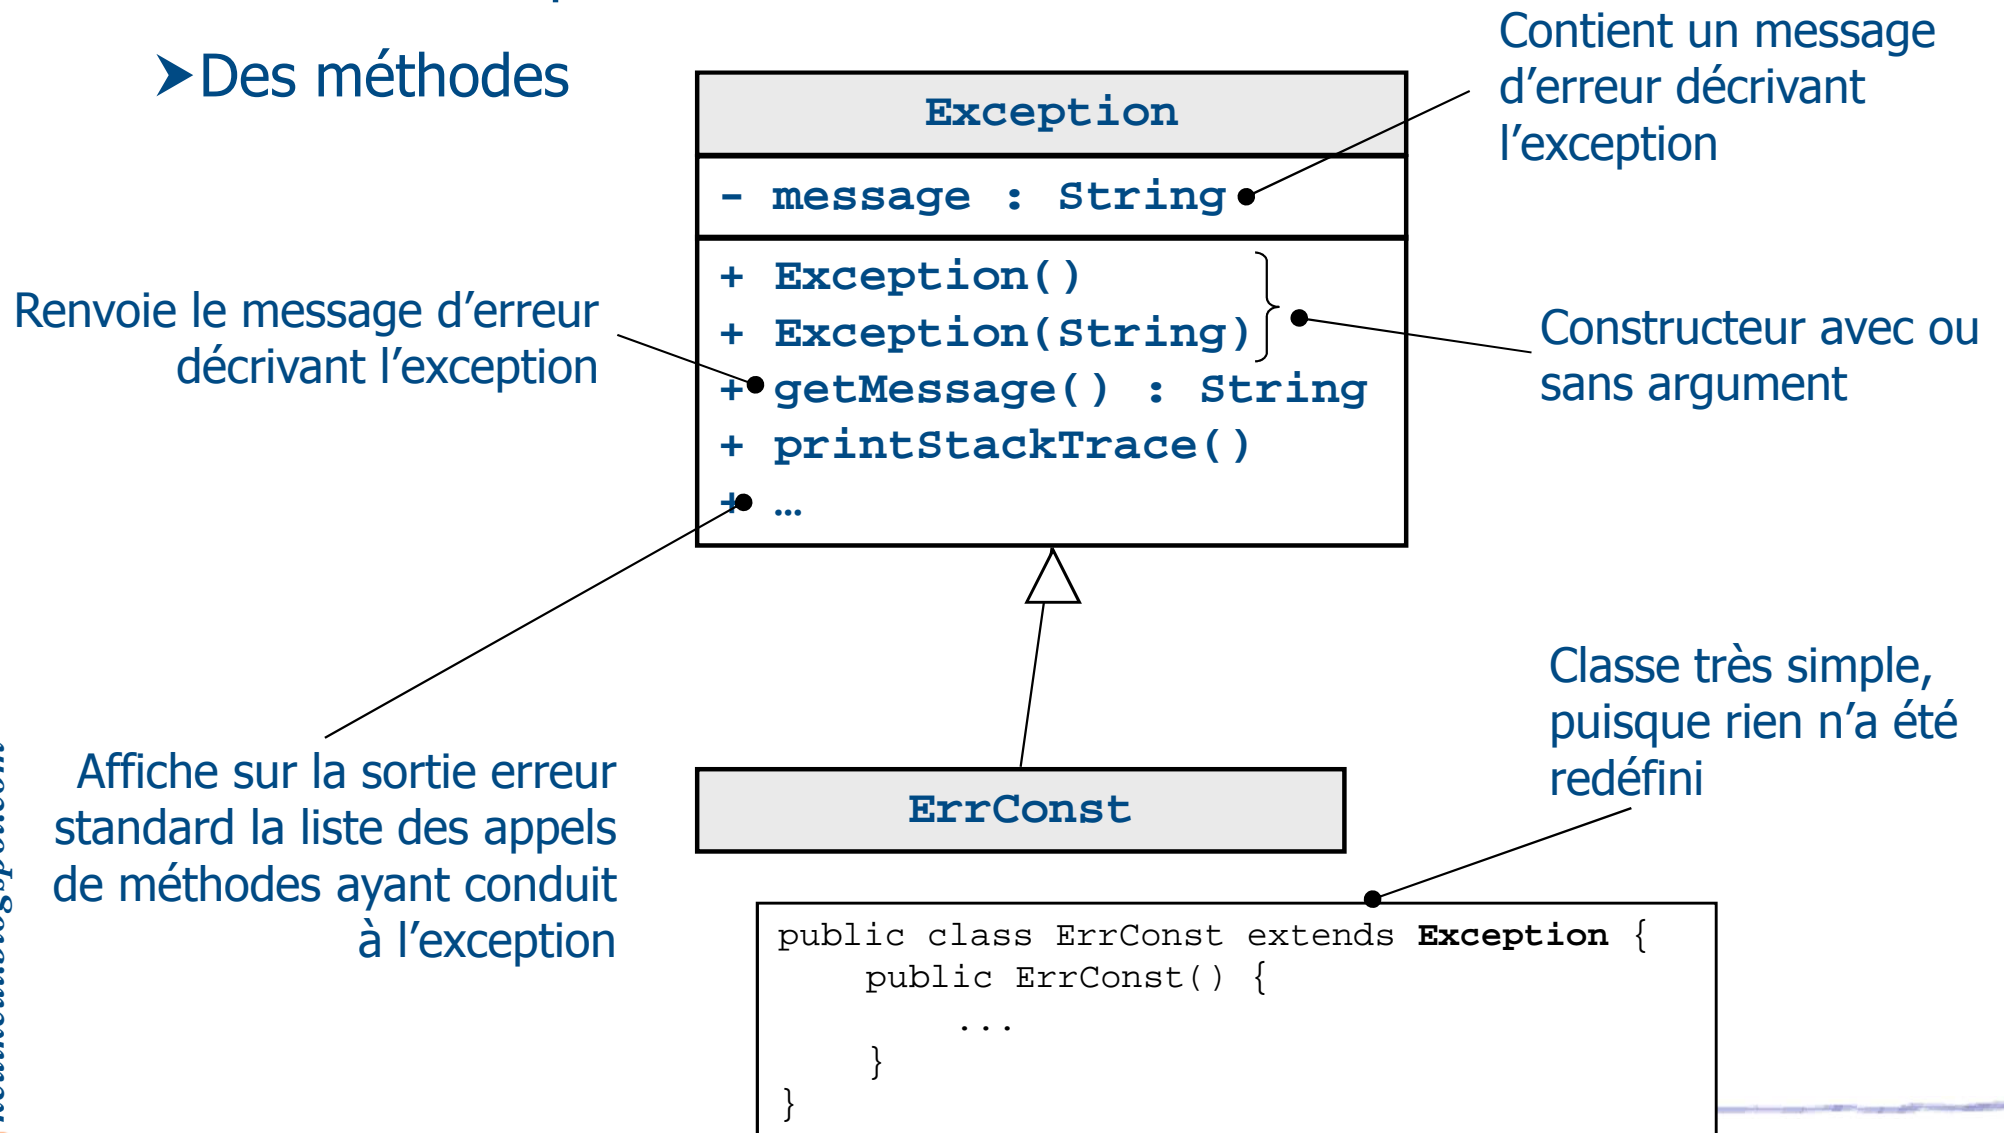 ➤Des méthodes
Contient un message
d’erreur décrivant
l’exception
Exception
- message : String
+ Exception()
+ Exception(String)
+ getMessage() : String
+ printStackTrace()
+ …
Renvoie le message d’erreur
décrivant l’exception
Constructeur avec ou
sans argument
Affiche sur la sortie erreur
standard la liste des appels
de méthodes ayant conduit
à l’exception
Classe très simple,
puisque rien n’a été
redéfini
ErrConst
public class ErrConst extends Exception {
public ErrConst() {
...
}
}